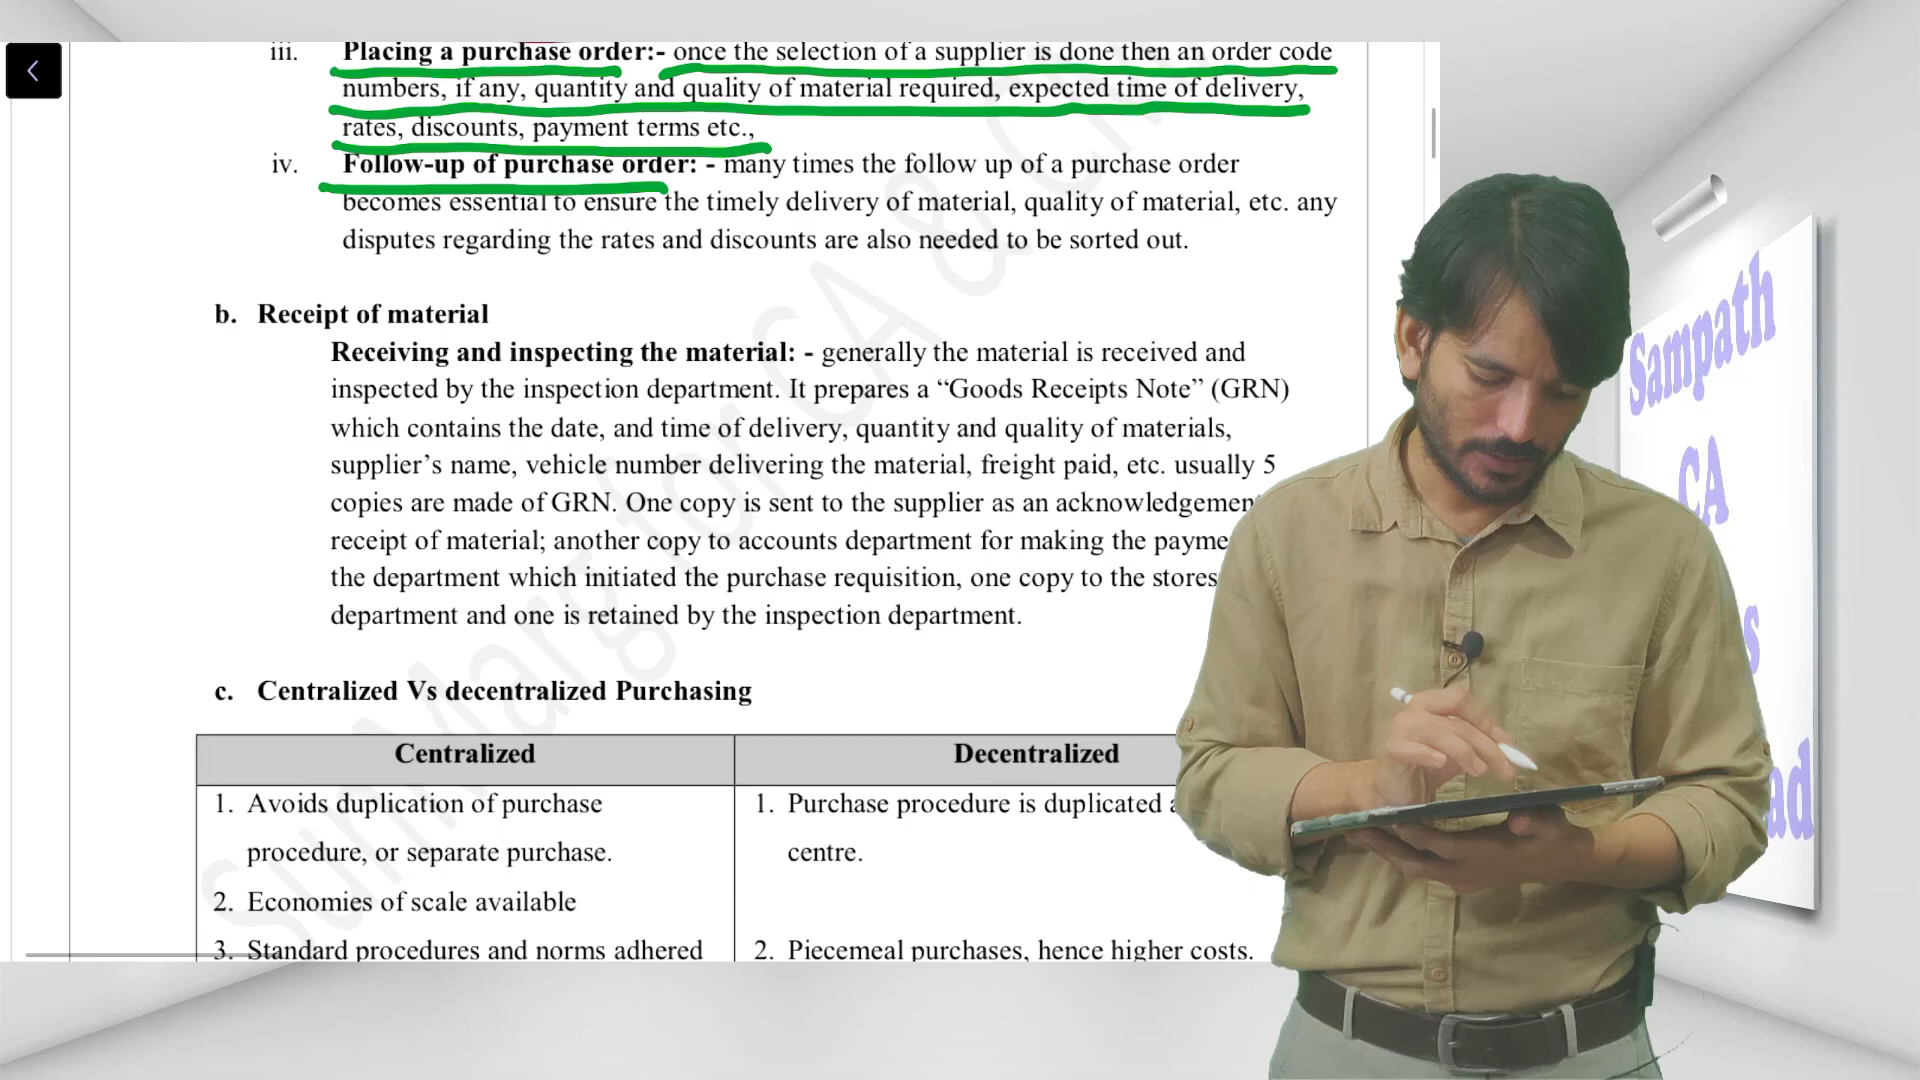 iii. Placing a purchase order:- once the selection of a supplier is done then an order code
numbers, if any, quantity and quality of material required, expected time of delivery,
rates, discounts, payment terms etc.,
iv. Follow-up of purchase order: - many times the follow up of a purchase order
becomes essential to ensure the timely delivery of material, quality of material, etc. any
disputes regarding the rates and discounts are also needed to be sorted out.
b. Receipt of material
Receiving and inspecting the material: - generally the material is received and
inspected by the inspection department. It prepares a “Goods Receipts Note” (GRN)
which contains the date, and time of delivery, quantity and quality of materials,
supplier’s name, vehicle number delivering the material, freight paid, etc. usually 5
copies are made of GRN. One copy is sent to the supplier as an
receipt of material; another copy to accounts department for making the
the department which initiated the purchase requisition, one copy to the stores
department and one is retained by the inspection department.
c. Centralized Vs decentralized Purchasing
Centralized Decentralized
1. Avoids duplication of purchase
procedure, or separate purchase.
2. Economies of scale available
3. Standard procedures and norms adhered
1. Purchase procedure is duplicated
centre.
2. Piecemeal purchases, hence higher costs.
SunMarg for CA &
Sampath
CA